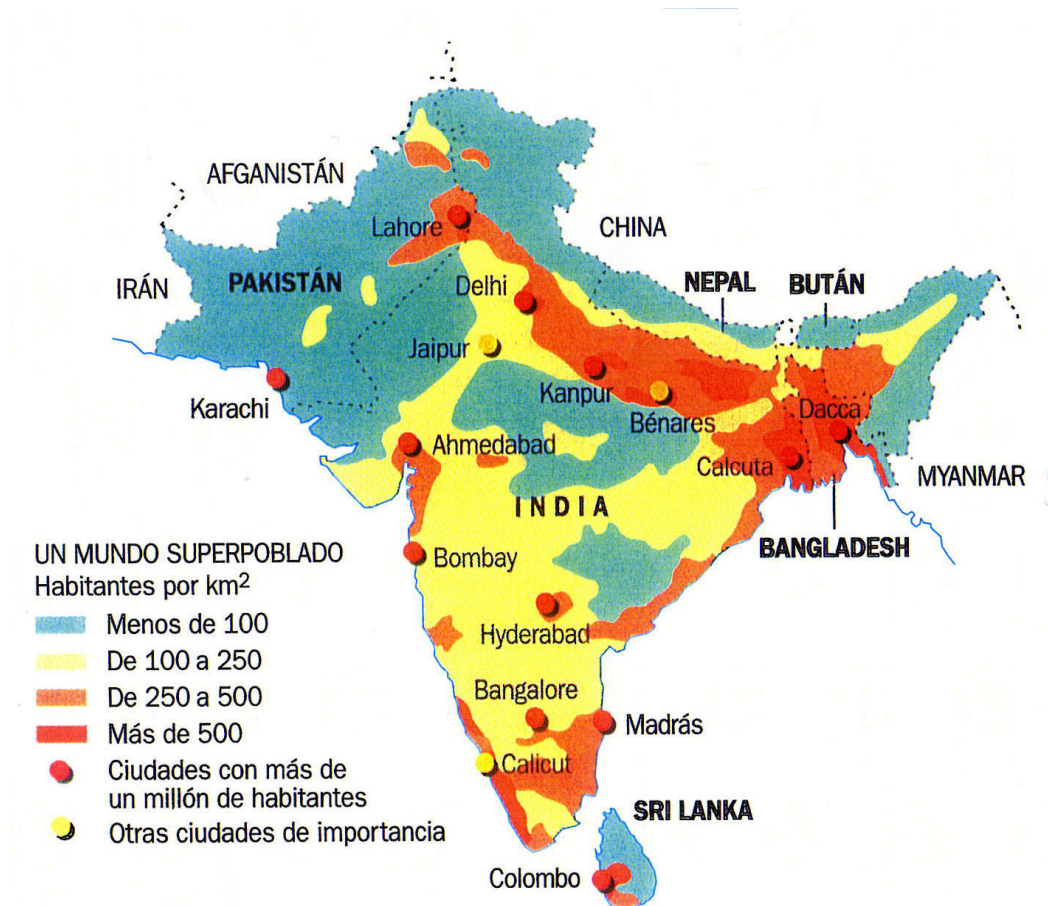 AFGANISTÁN
Lahore
CHINA
IRÁN
PAKISTÁN
Delhi
NEPAL
BUTÁN
Jaipur
Karachi
Kanpur
Bénares
Dacca
Ahmedabad
Calcuta
MYANMAR
INDIA
BANGLADESH
UN MUNDO SUPERPOBLADO
Habitantes por km²
Menos de 100
De 100 a 250
De 250 a 500
Más de 500
Ciudades con más de
un millón de habitantes
Otras ciudades de importancia
Bombay
Hyderabad
Bangalore
Madrás
Calicut
SRI LANKA
Colombo